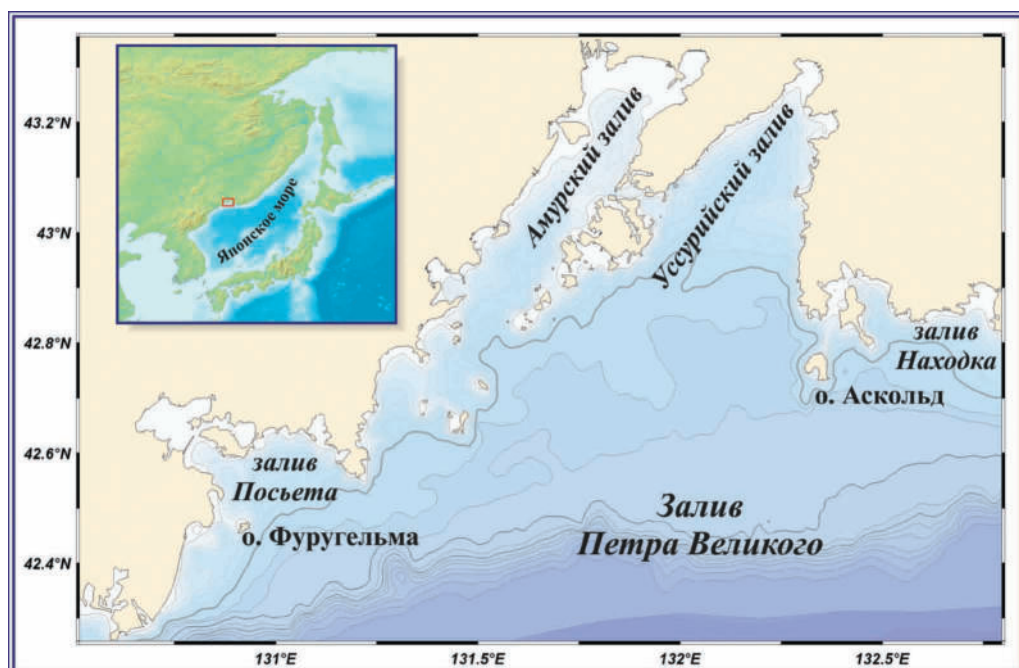 43.2°N
43°N
42.8°N
42.6°N
42.4°N
Японское море
Амурский залив
Уссурийский залив
залив
Находка
о. Аскольд
залив
Посьета
о. Фуругельма
Залив
Петра Великого
131°E
131.5°E
132°E
132.5°E